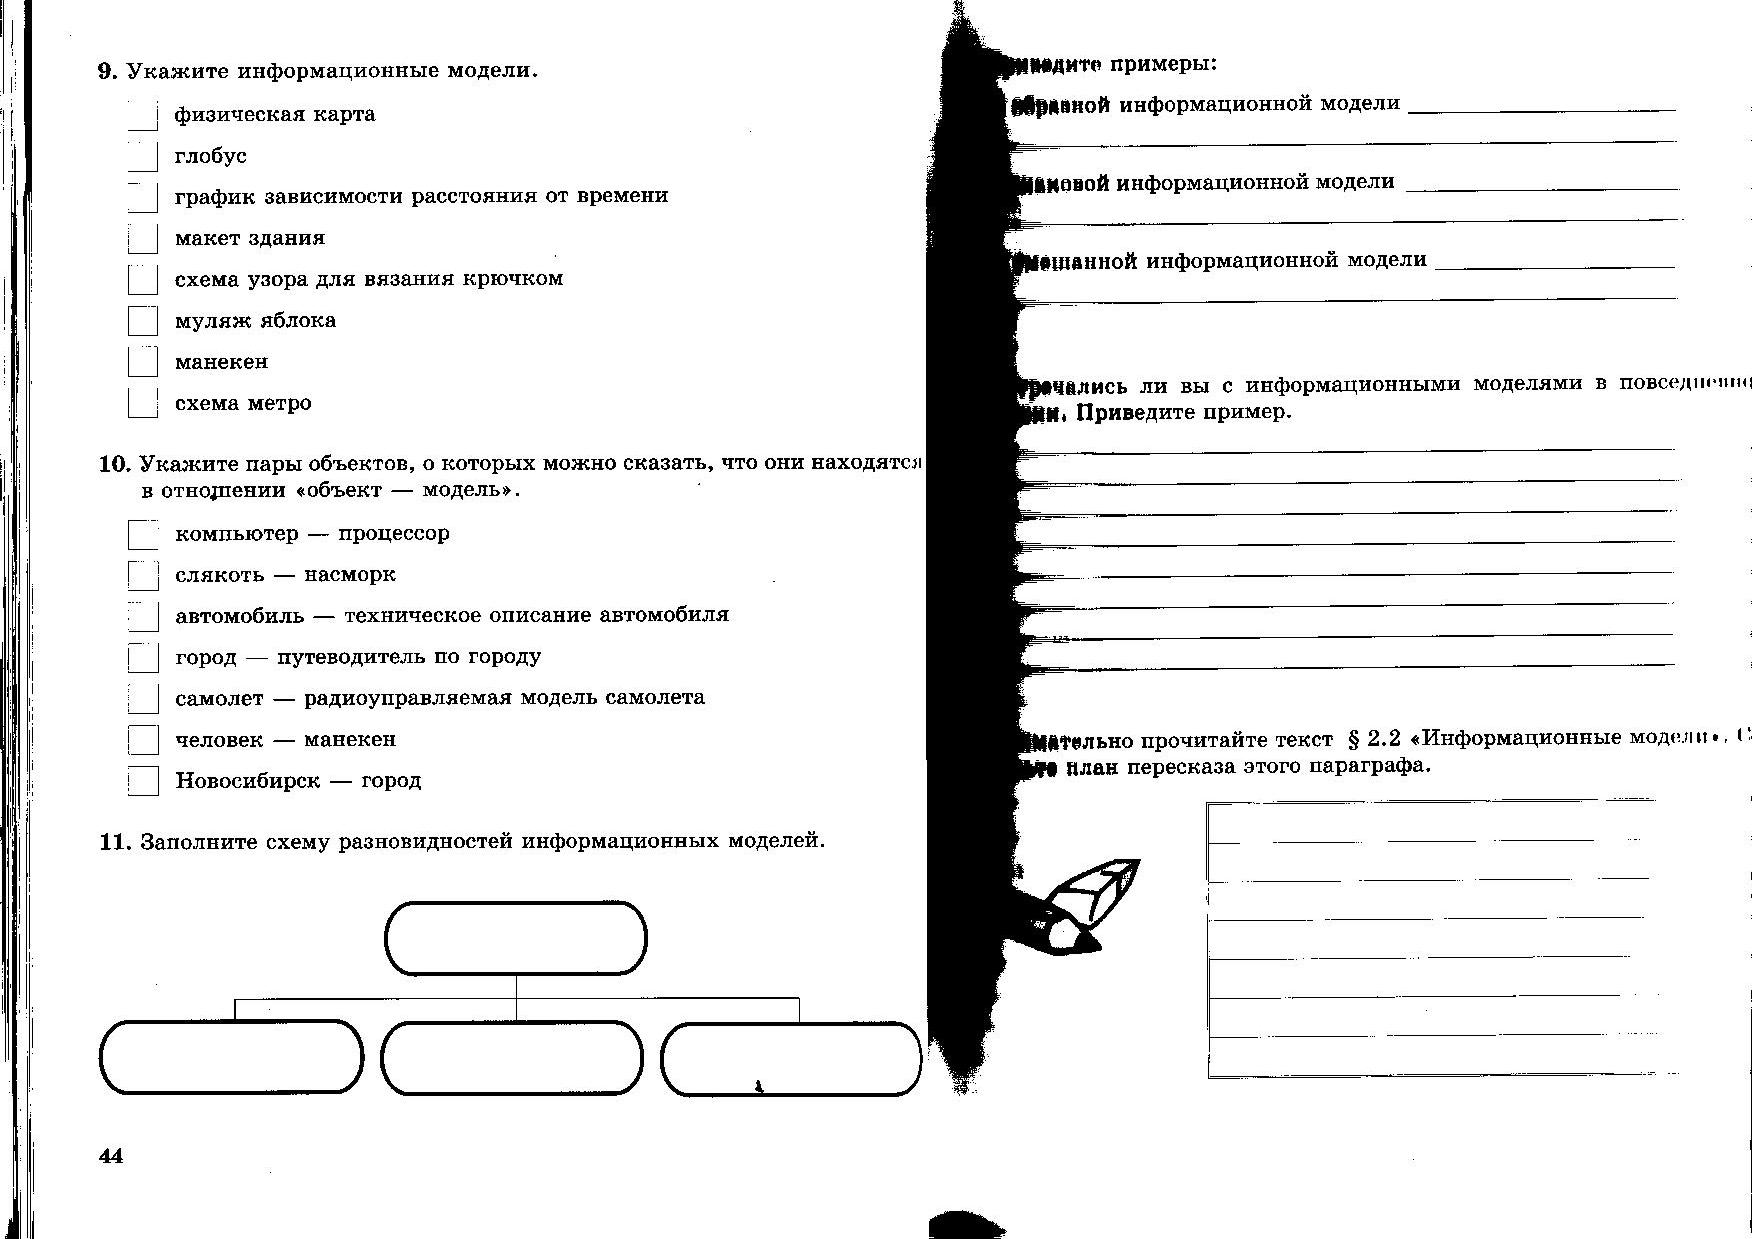 9. Укажите информационные модели.
физическая карта
глобус
график зависимости расстояния от времени
макет здания
схема узора для вязания крючком
муляж яблока
манекен
схема метро
10. Укажите пары объектов, о которых можно сказать, что они находятся
в отношении «объект — модель».
компьютер — процессор
слякоть — насморк
автомобиль — техническое описание автомобиля
город — путеводитель по городу
самолет — радиоуправляемая модель самолета
человек — манекен
Новосибирск — город
11. Заполните схему разновидностей информационных моделей.
44
примеры:
информационной модели
информационной модели
информационной модели
ли вы с информационными моделями в
Приведите пример.
прочитайте текст § 2.2 «Информационные модели».
план пересказа этого параграфа.